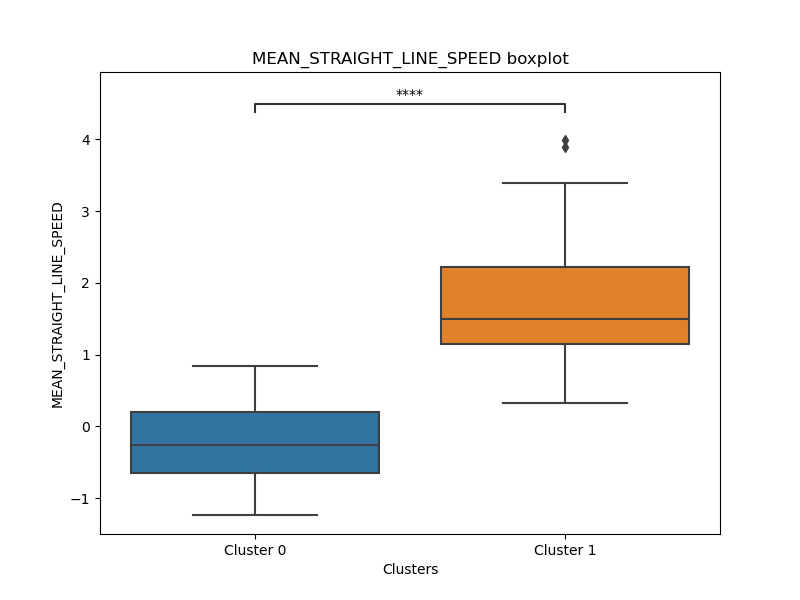 MEAN_STRAIGHT_LINE_SPEED boxplot
****
MEAN_STRAIGHT_LINE_SPEED
4
3
2
1
0
−1
Cluster 0
Cluster 1
Clusters